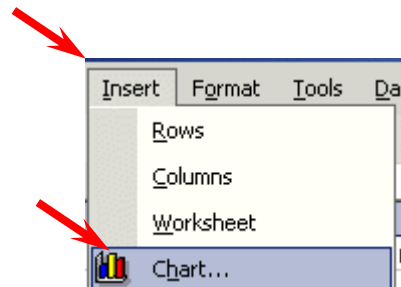 Insert Format Tools Da
Rows
Columns
Worksheet
Chart...